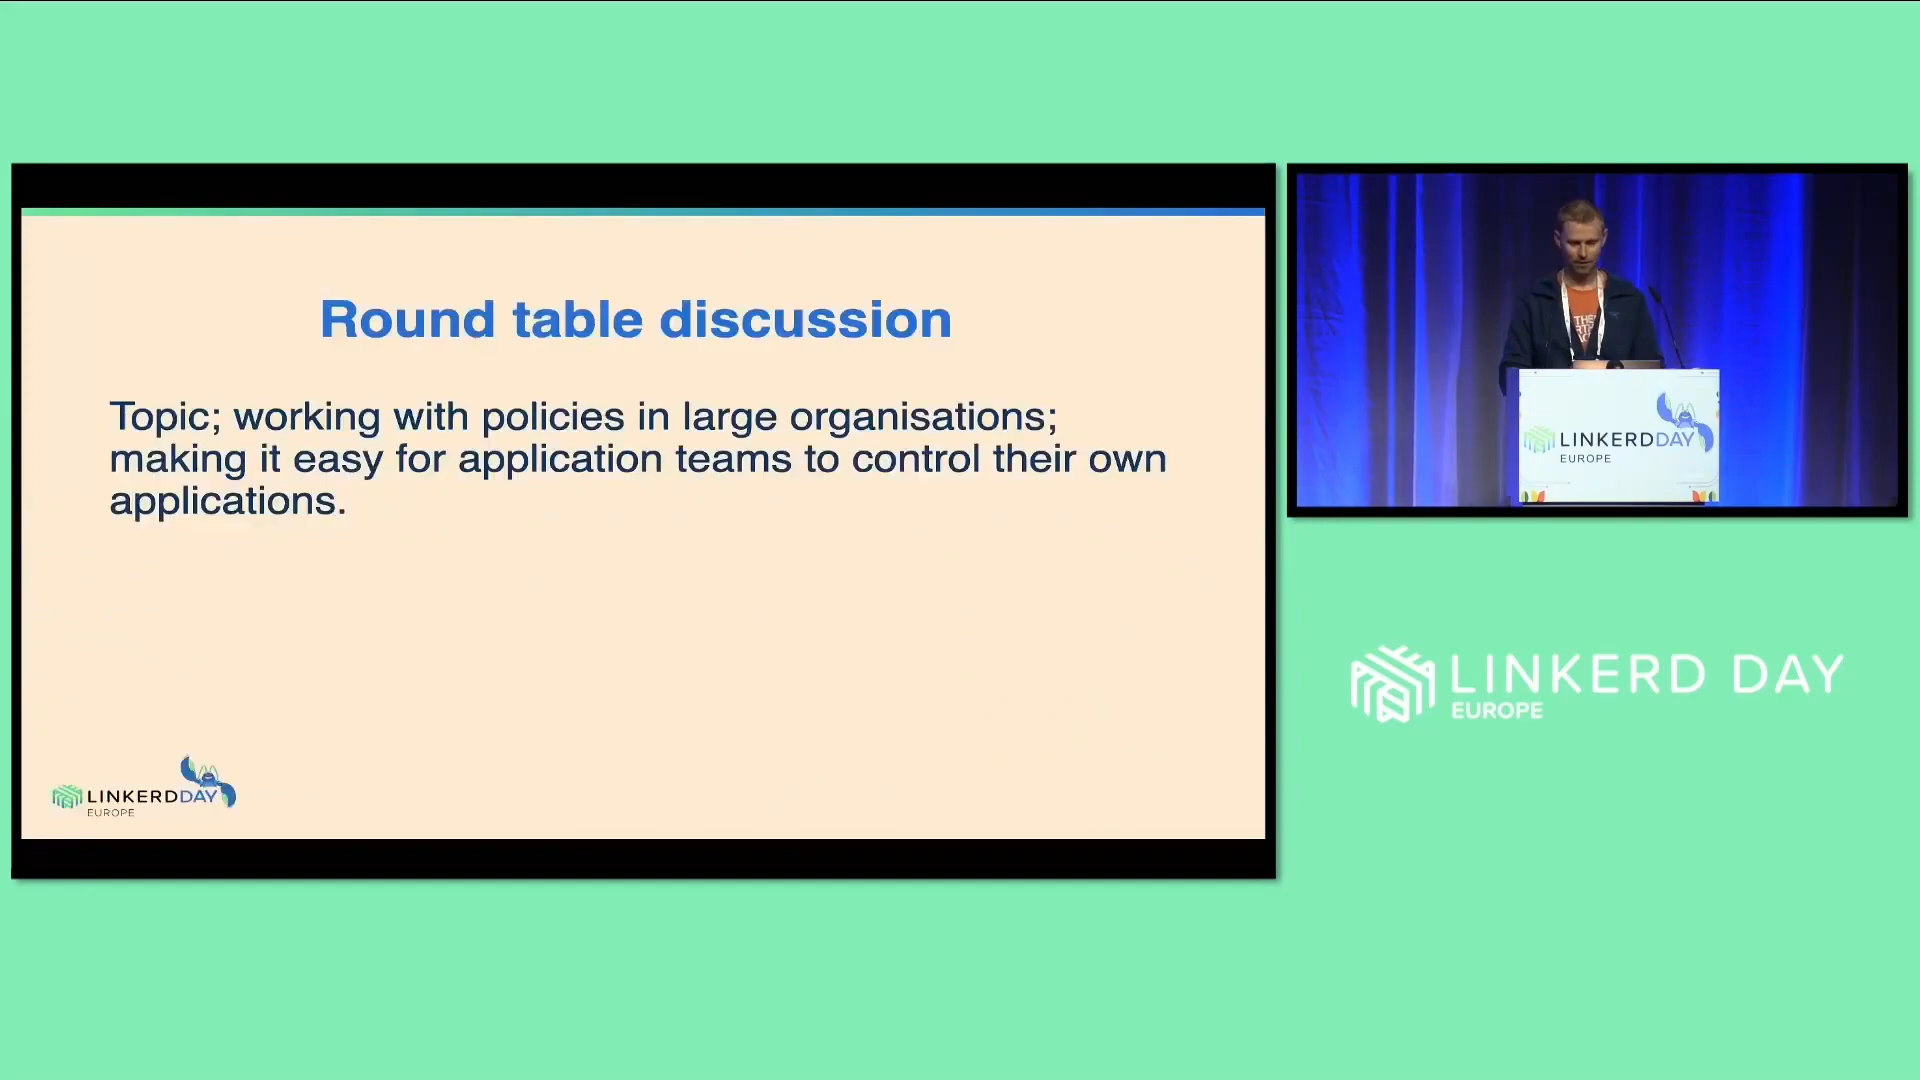 Round table discussion
Topic; working with policies in large organisations;
making it easy for application teams to control their own
applications.
LINKERDDAY
EUROPE
LINKERDDAY
EUROPE
LINKERD DAY
EUROPE